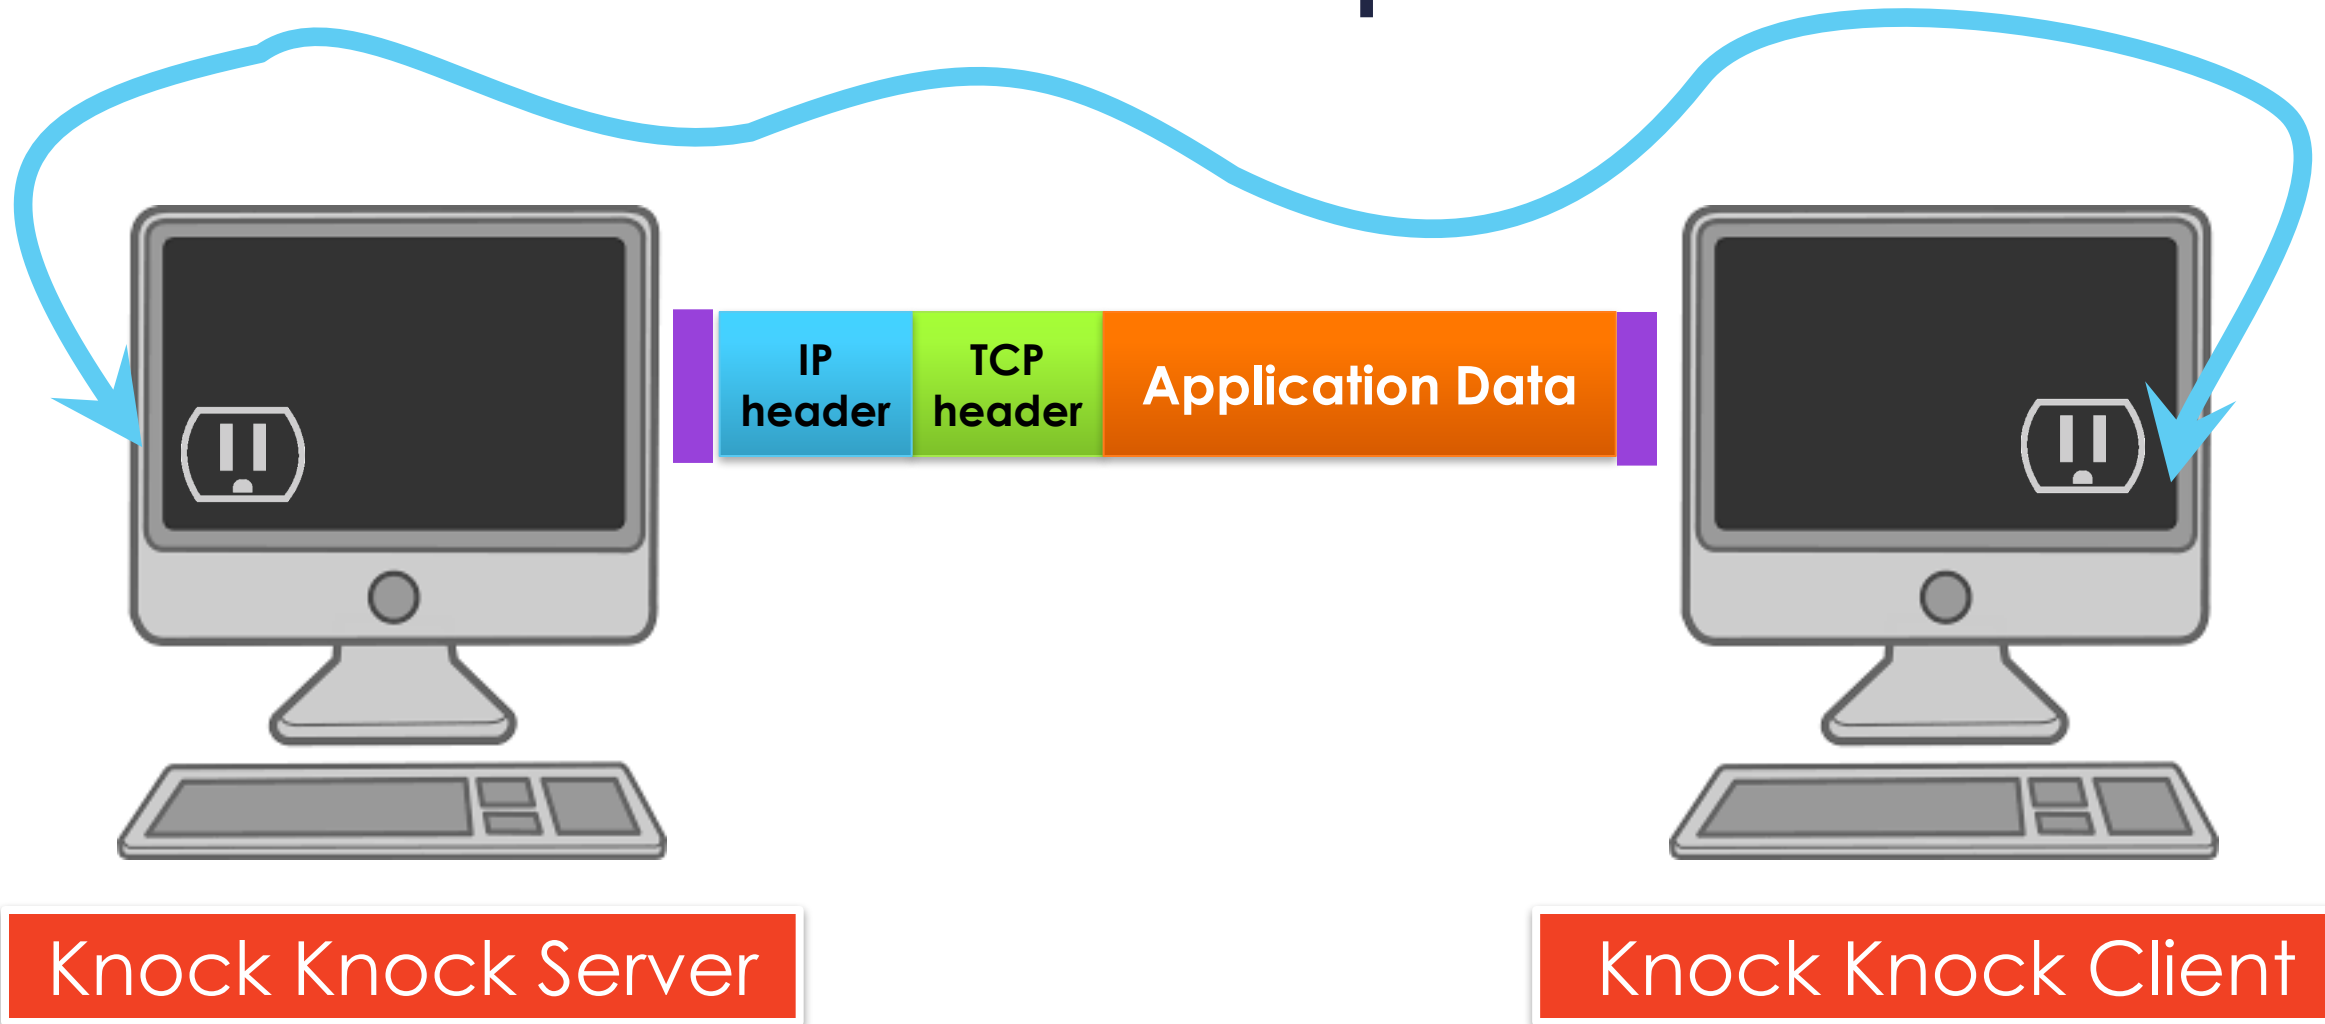 IP
header
TCP
header
Application Data
Knock Knock Server
Knock Knock Client